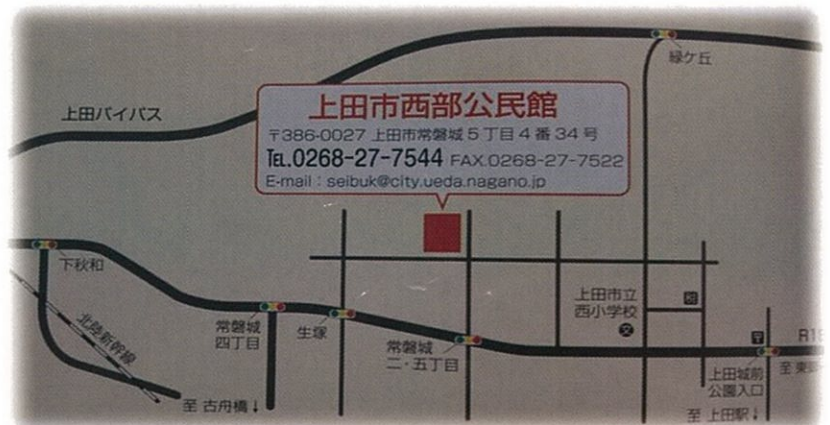 緑ケ丘
上田バイパス
上田市西部公民館
〒386-0027 上田市常磐城5丁目4番34号
TEL.0268-27-7544 FAX.0268-27-7522
E-mail：seibuk@city.ueda.nagano.jp
下秋和
北陸新幹線
常磐城
四丁目
生塚
常磐城
二・五丁目
上田市立
西小学校
文
〒
上田城前
公園入口
至 古舟橋↓
至 上田駅↓